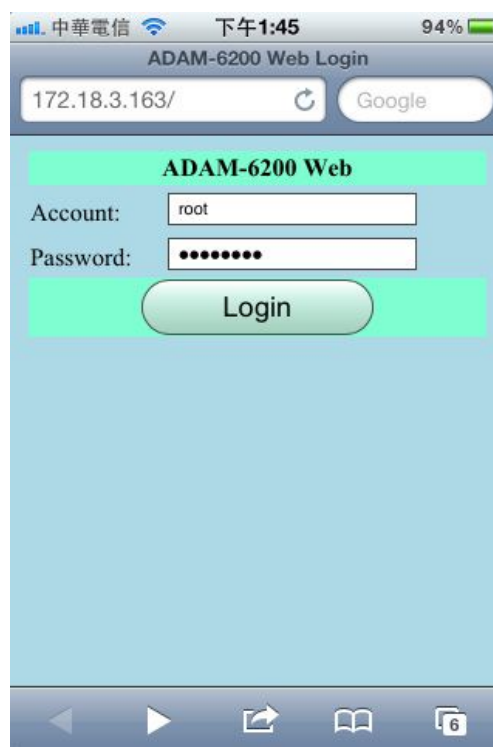 中華電信 下午1:45 94%
ADAM-6200 Web Login
172.18.3.163/ Google
ADAM-6200 Web
Account: root
Password: ●●●●●●●●
Login
6